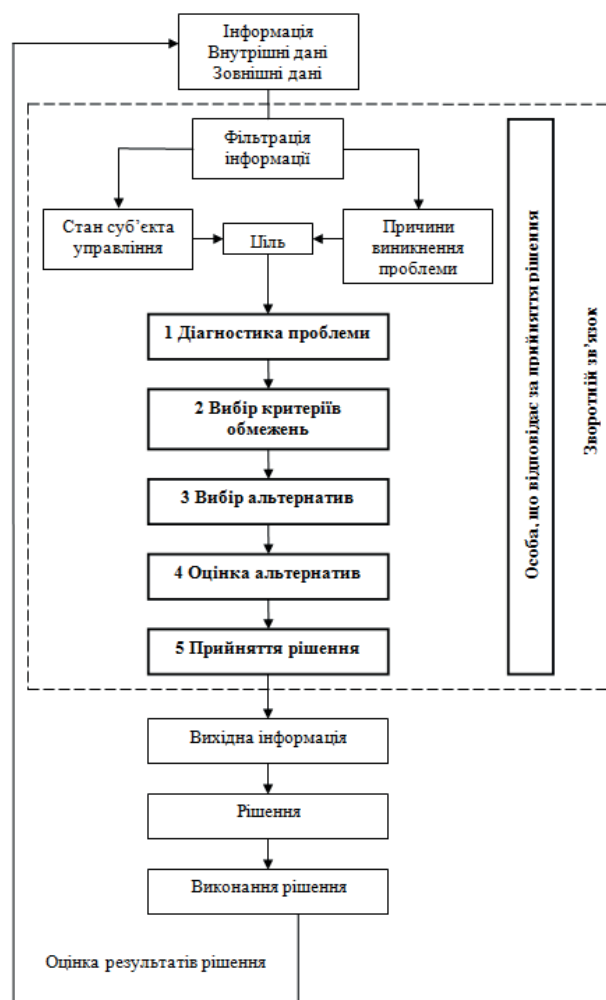 Інформація
Внутрішні дані
Зовнішні дані
Фільтрація
інформації
Стан суб’єкта
управління
Ціль
Причини
виникнення
проблеми
1 Діагностика проблеми
2 Вибір критеріїв
обмежень
3 Вибір альтернатив
4 Оцінка альтернатив
5 Прийняття рішення
Особа, що відповідає за прийняття рішення
Зворотній зв’язок
Вихідна інформація
Рішення
Виконання рішення
Оцінка результатів рішення